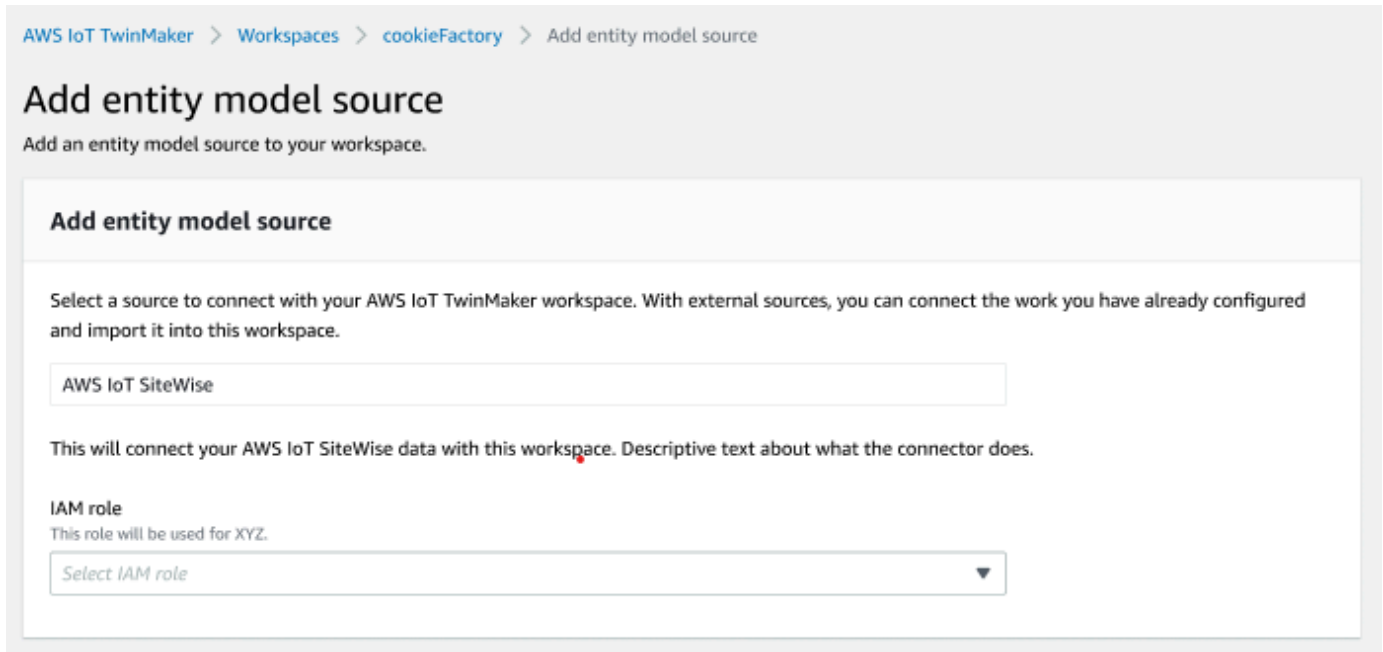 AWS IoT TwinMaker > Workspaces > cookieFactory > Add entity model source
Add entity model source
Add an entity model source to your workspace.
Add entity model source
Select a source to connect with your AWS IoT TwinMaker workspace. With external sources, you can connect the work you have already configured
and import it into this workspace.
AWS IoT SiteWise
This will connect your AWS IoT SiteWise data with this workspace. Descriptive text about what the connector does.
IAM role
This role will be used for XYZ.
Select IAM role